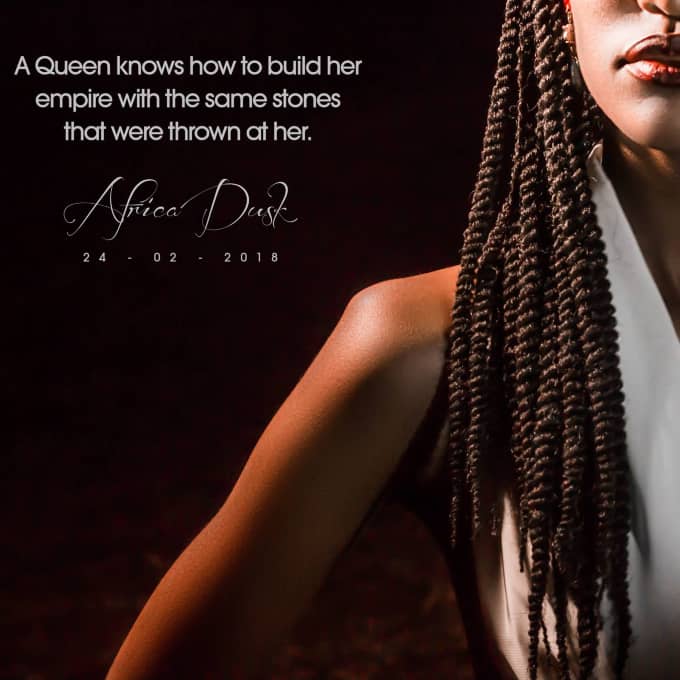 A Queen knows how to build her
empire with the same stones
that were thrown at her.
Africa Dusk
24 - 02 - 2018